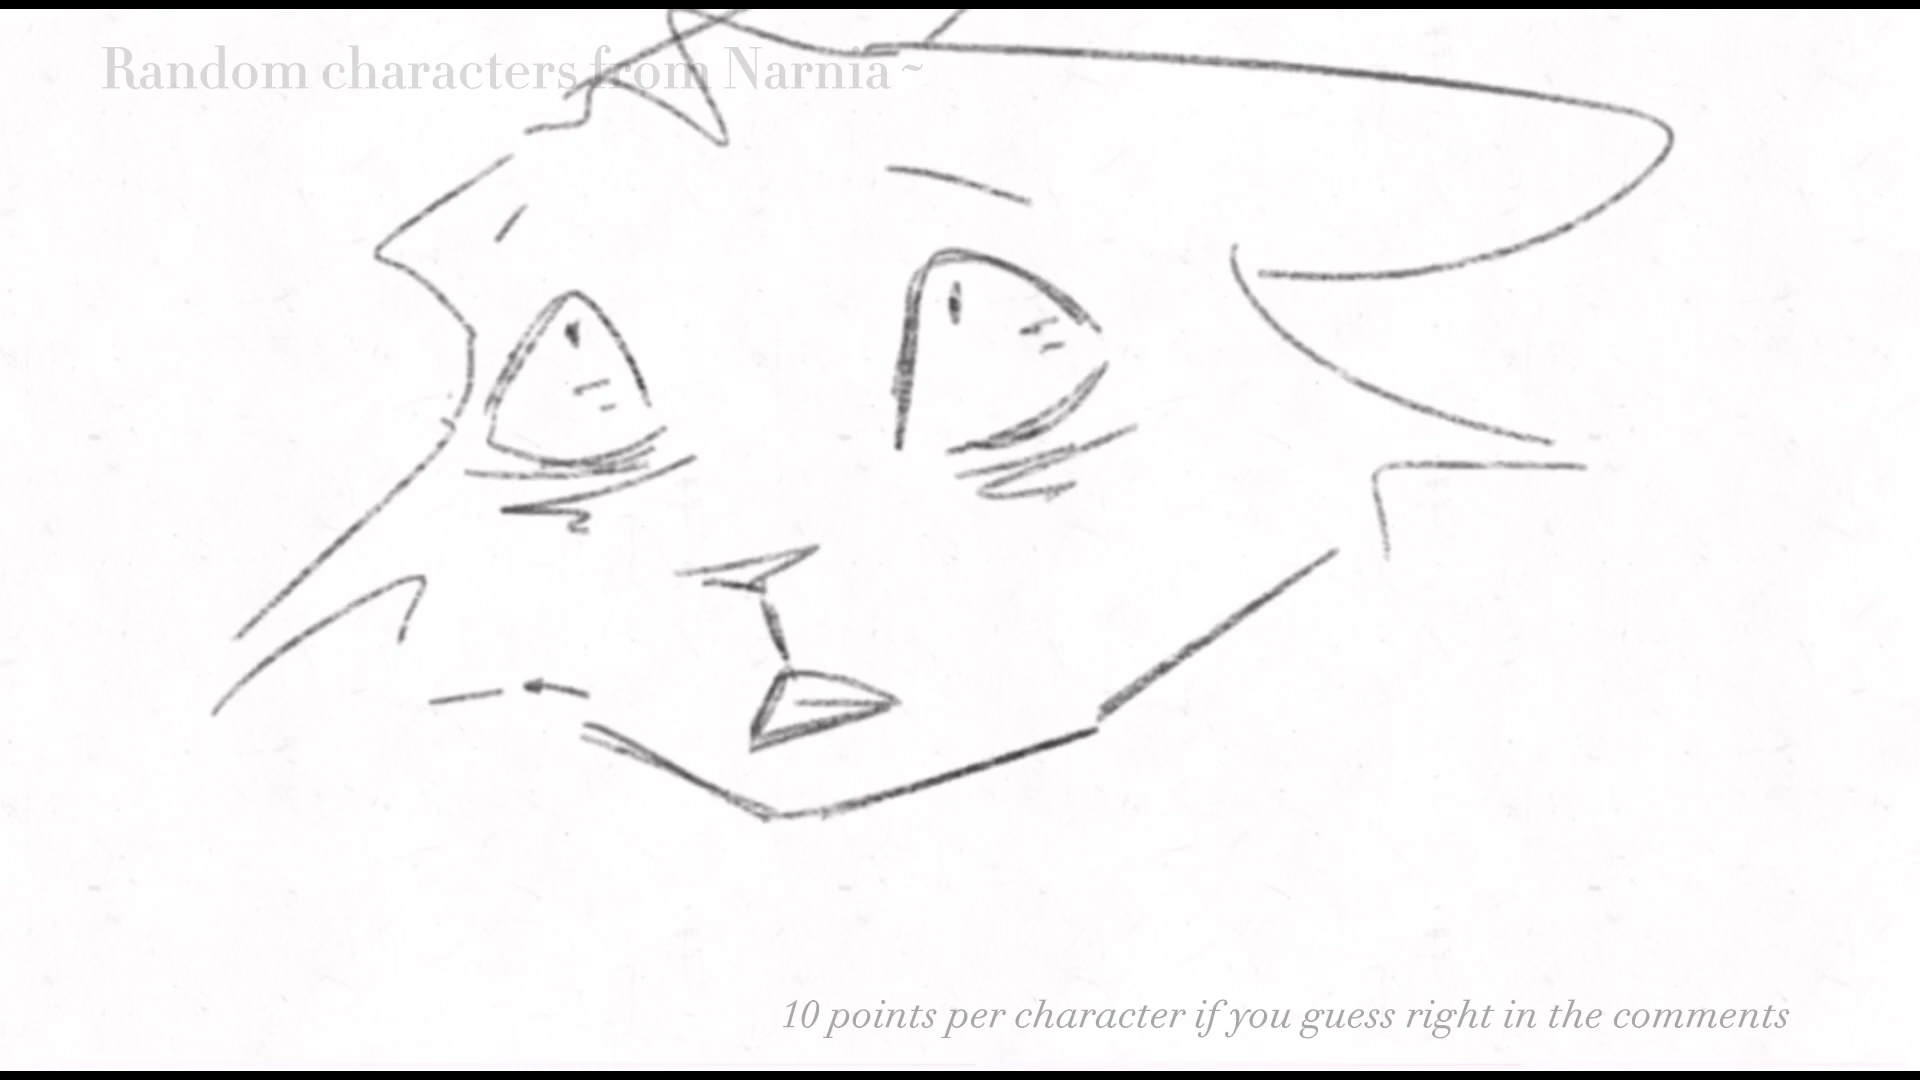 Random characters from Narnia ~
10 points per character if you guess right in the comments